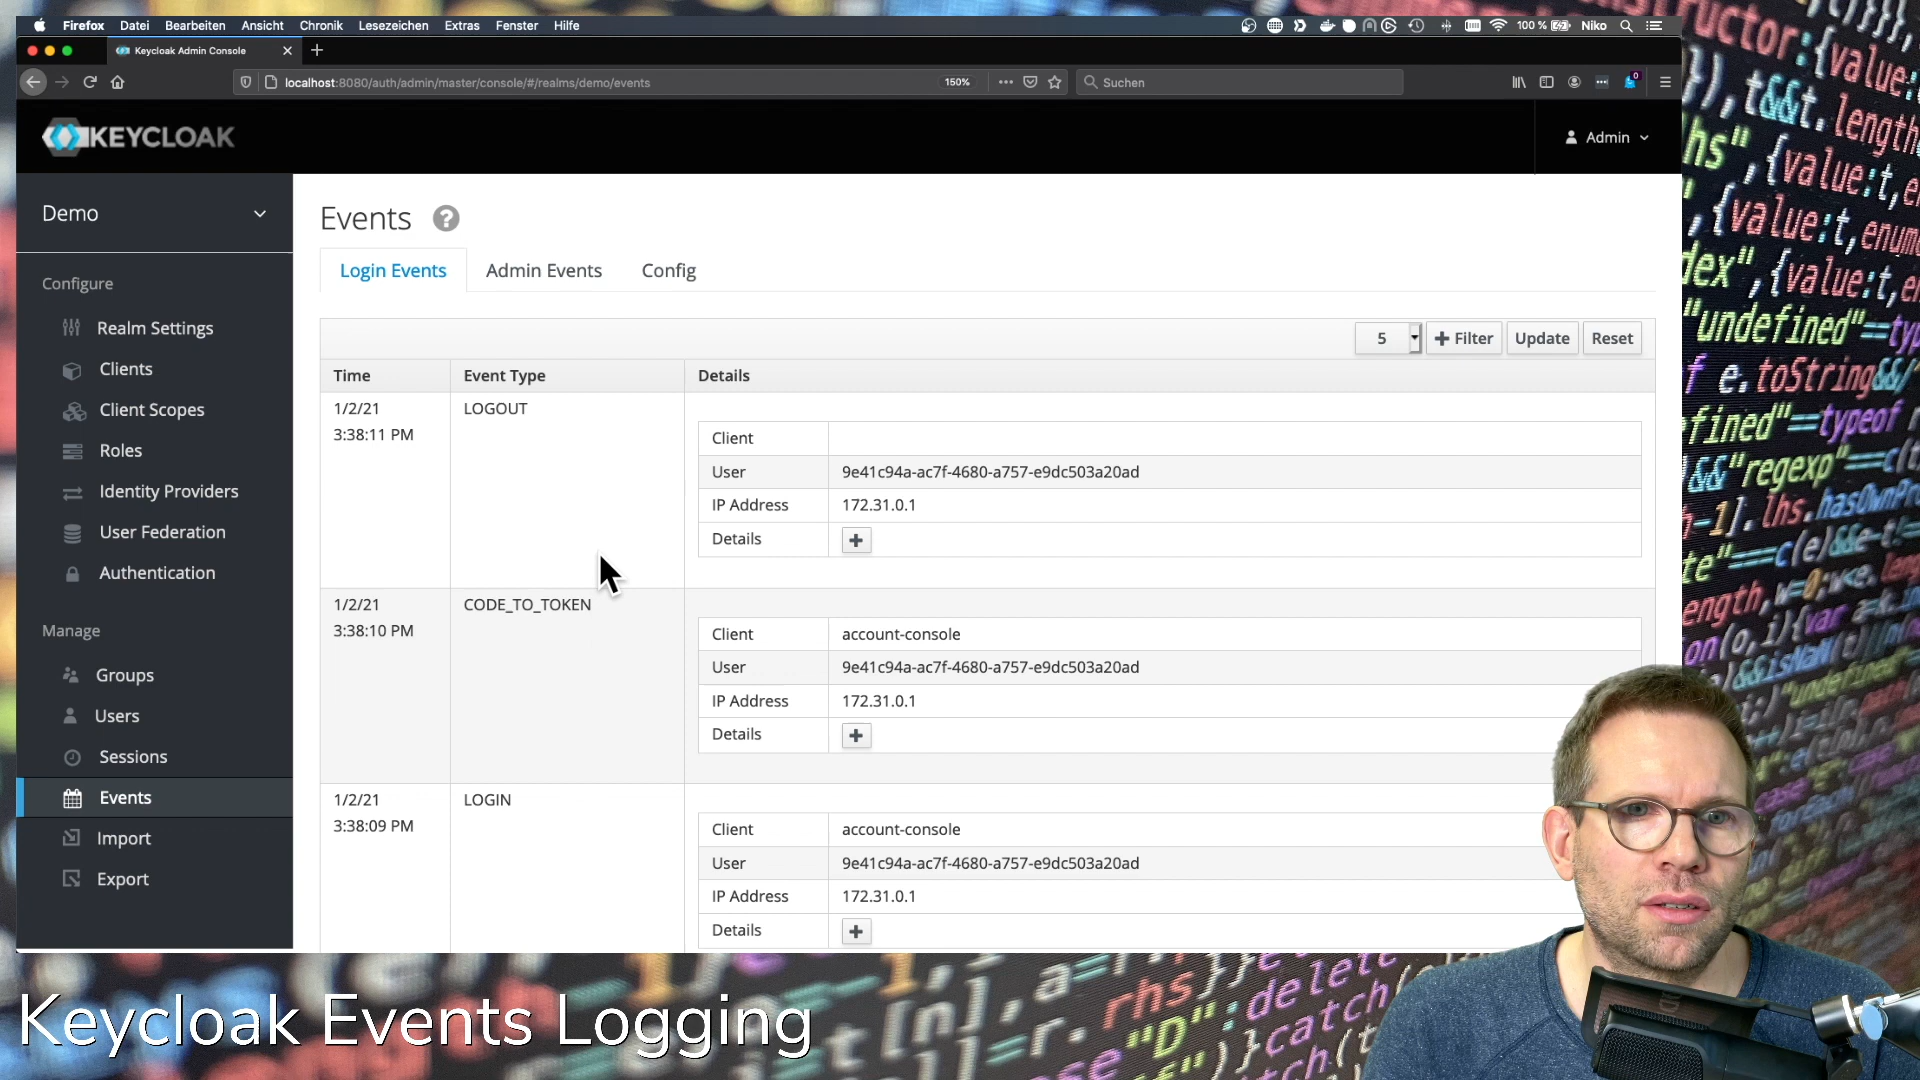 Firefox Datei Bearbeiten Ansicht Chronik Lesezeichen Extras Fenster Hilfe 100 % Niko
Keycloak Admin Console
localhost:8080/auth/admin/master/console/#/realms/demo/events 150% Suchen 0
KEYCLOAK Admin
Demo
Configure
Realm Settings
Clients
Client Scopes
Roles
Identity Providers
User Federation
Authentication
Manage
Groups
Users
Sessions
Events
Import
Export
Events ?
Login Events Admin Events Config
5 Filter Update Reset
Time Event Type Details
1/2/21 LOGOUT
3:38:11 PM
Client
User 9e41c94a-ac7f-4680-a757-e9dc503a20ad
IP Address 172.31.0.1
Details
1/2/21 CODE_TO_TOKEN
3:38:10 PM
Client account-console
User 9e41c94a-ac7f-4680-a757-e9dc503a20ad
IP Address 172.31.0.1
Details
1/2/21 LOGIN
3:38:09 PM
Client account-console
User 9e41c94a-ac7f-4680-a757-e9dc503a20ad
IP Address 172.31.0.1
Details
Keycloak Events Logging